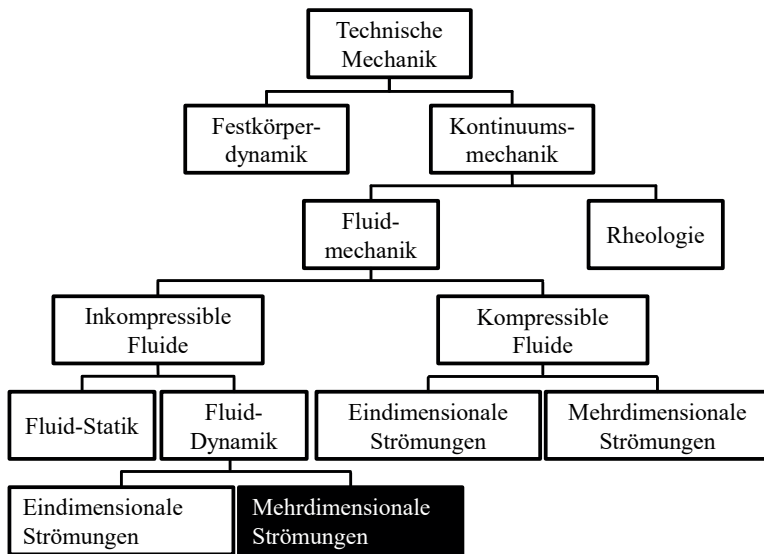 Technische
Mechanik
Festkörper-
dynamik
Kontinuums-
mechanik
Fluid-
mechanik
Rheologie
Inkompressible
Fluide
Kompressible
Fluide
Fluid-Statik
Fluid-
Dynamik
Eindimensionale
Strömungen
Mehrdimensionale
Strömungen
Eindimensionale
Strömungen
Mehrdimensionale
Strömungen